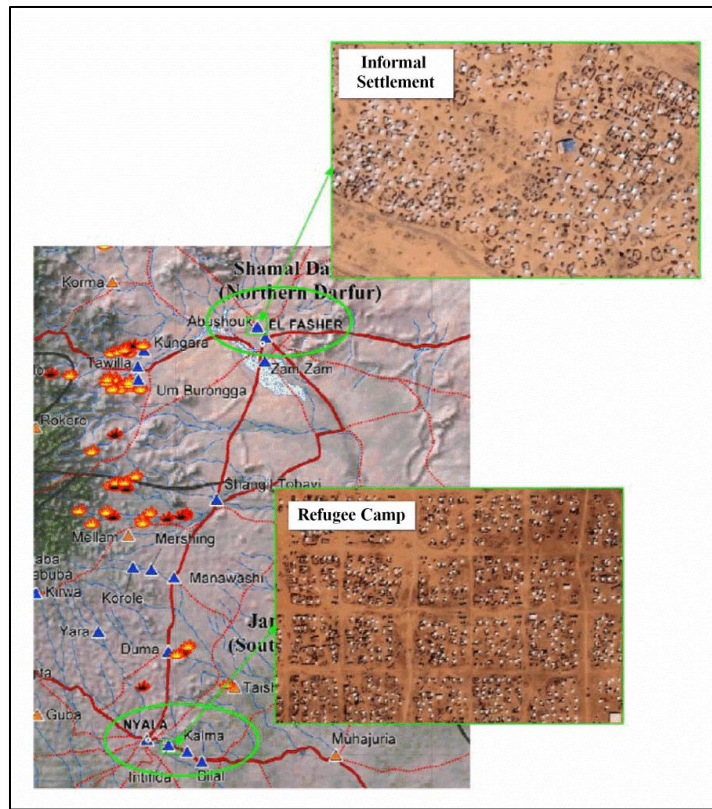 Informal
Settlement
Shamal Da
(Northern Darfur)
Korma
Abushouk
EL FASHER
Kungara
Tawilla
Zam Zam
Um Burongga
Rokero
Shangil Tobayi
Refugee Camp
Mellam
Mershing
Manawashi
Kirwa
Korole
Jan
(Sout
Yara
Duma
Taish
Guba
NYALA
Kalma
Muhajuria
Intifida
Bilal